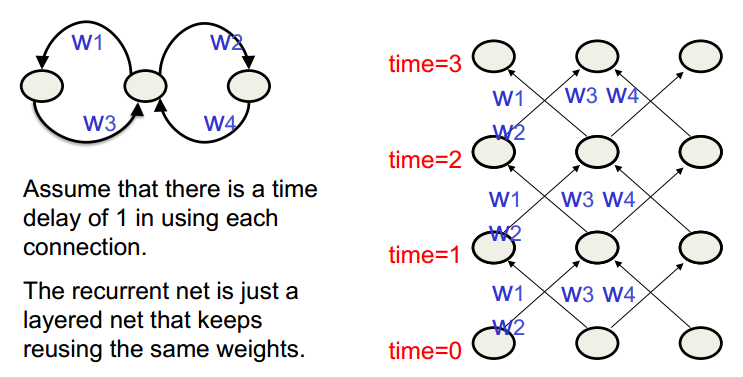 w1 w2
w3 w4
Assume that there is a time
delay of 1 in using each
connection.
The recurrent net is just a
layered net that keeps
reusing the same weights.
time=3
w1 w3 w4
w2
time=2
w1 w3 w4
w2
time=1
w1 w3 w4
w2
time=0